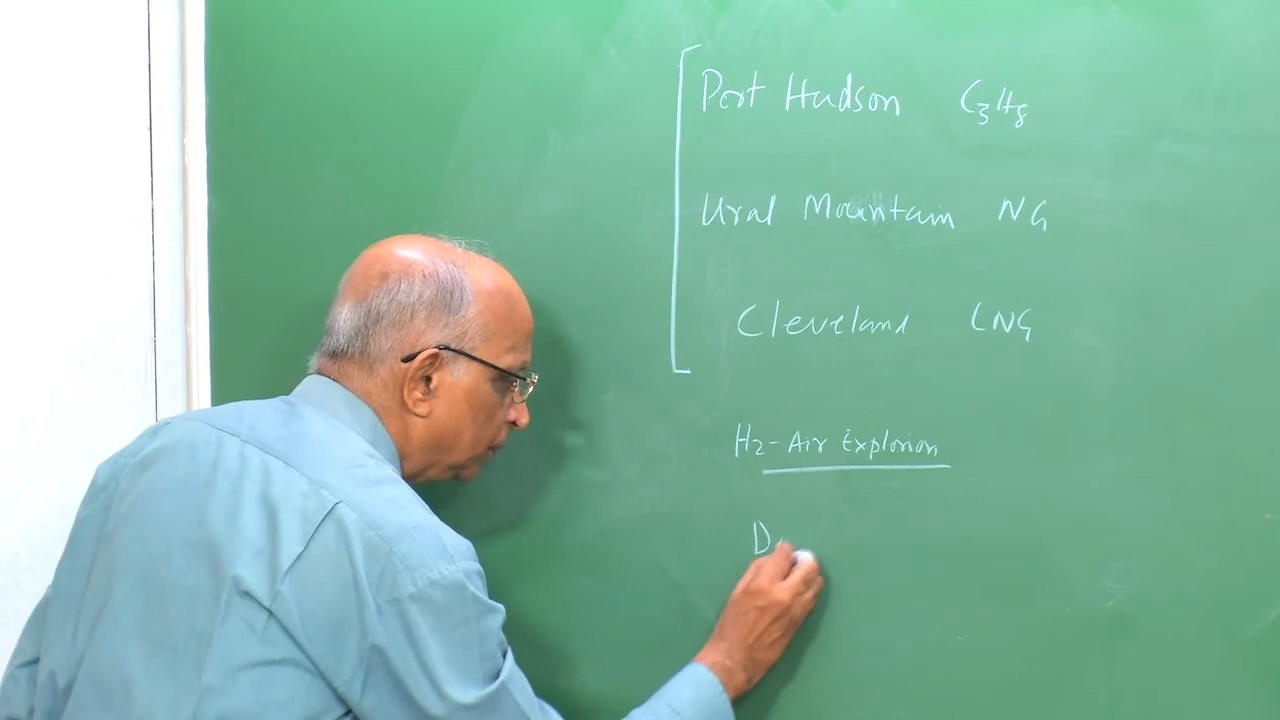 Port Hudson C₃H₈
Ural Mountain NG
Cleveland LNG
H₂-Air Explosion
D